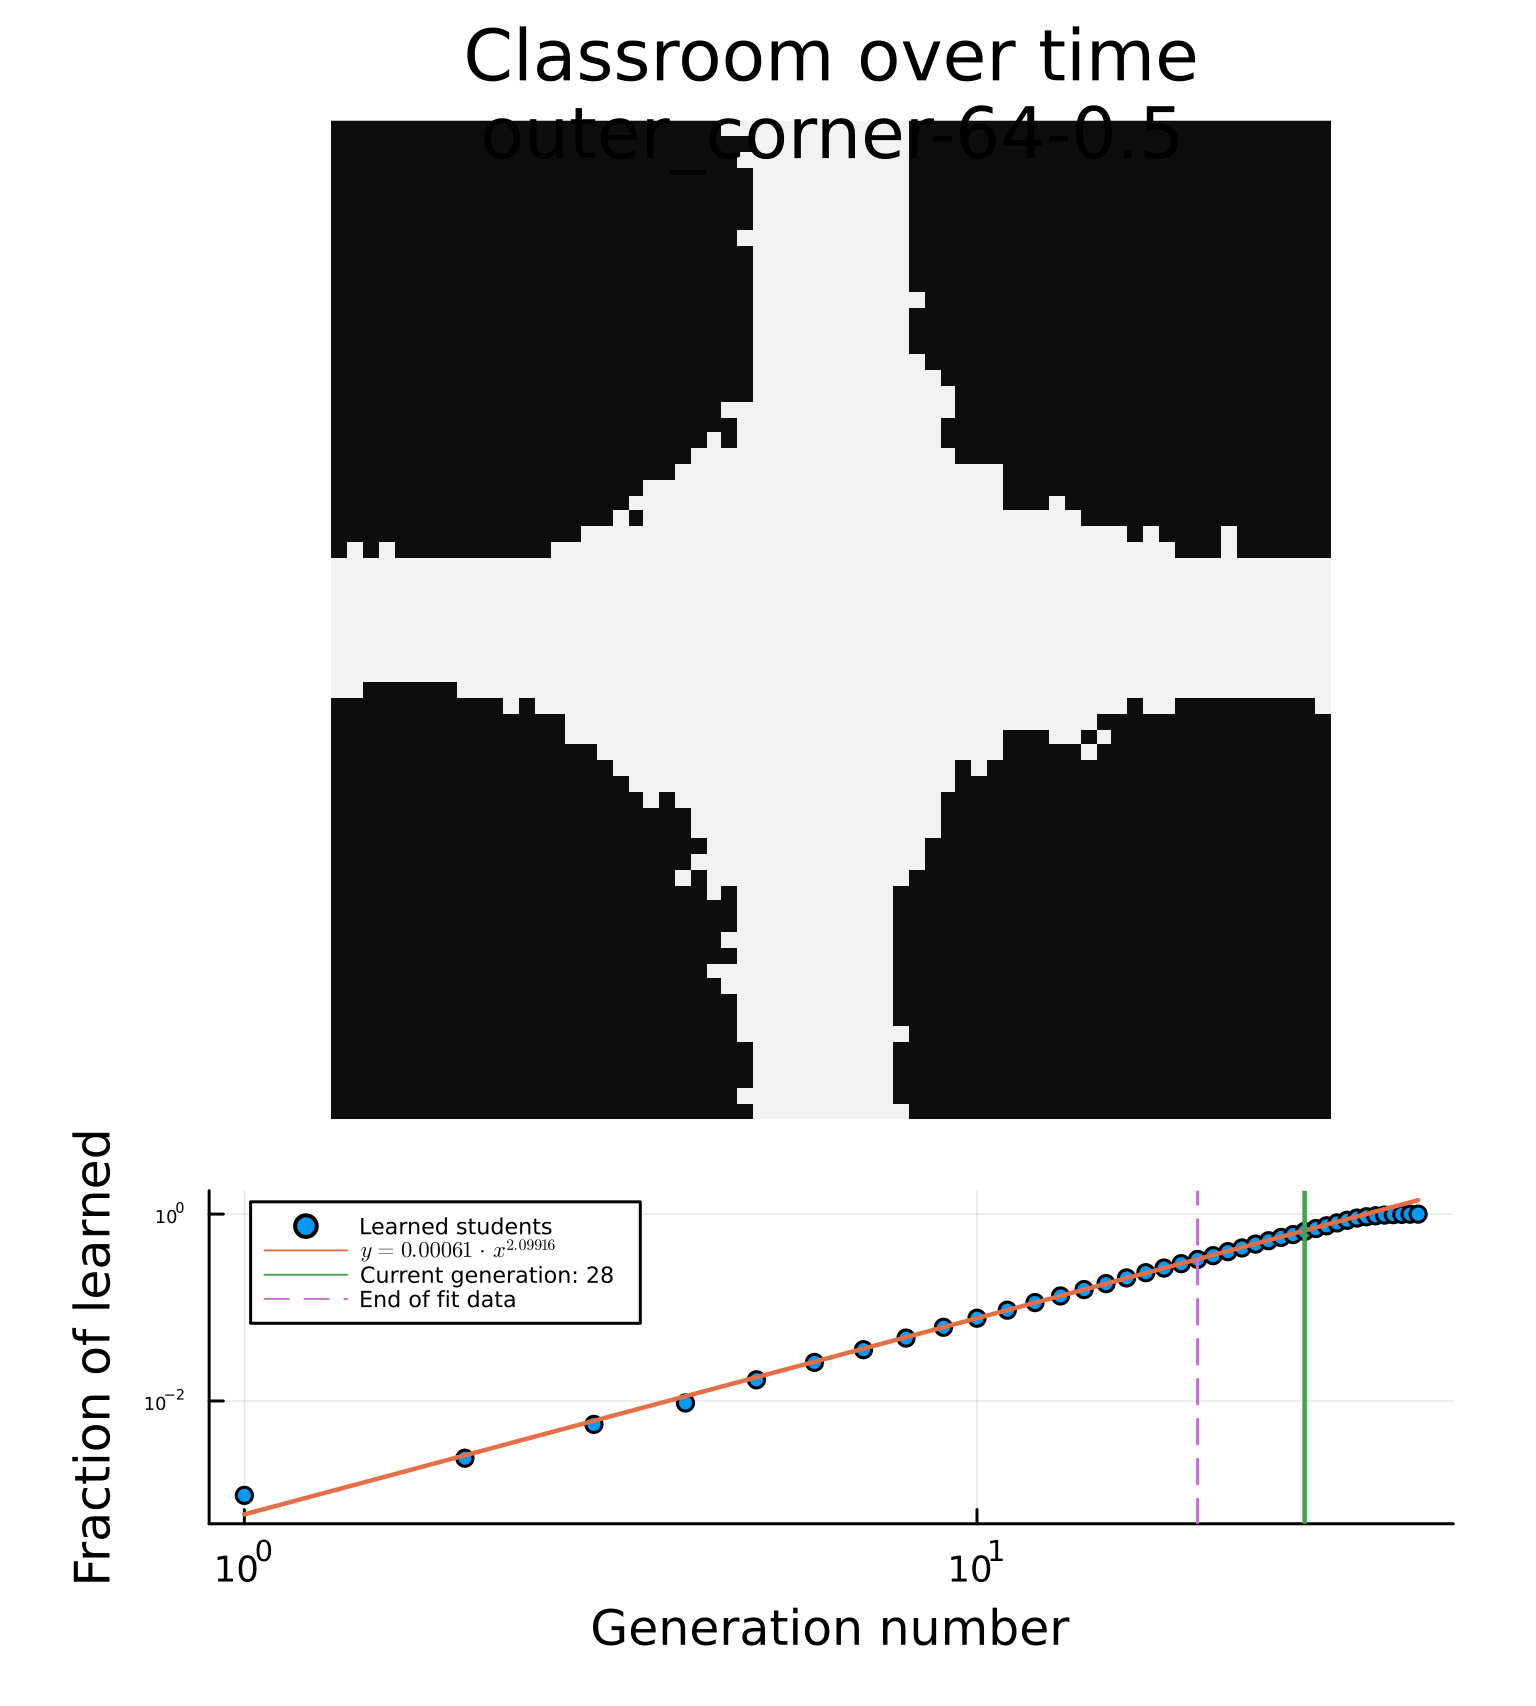 Classroom over time
outer_corner-64-0.5
Fraction of learned
10⁰
10⁻²
Learned students
y = 0.00061 · x^2.09916
Current generation: 28
End of fit data
10⁰
10¹
Generation number